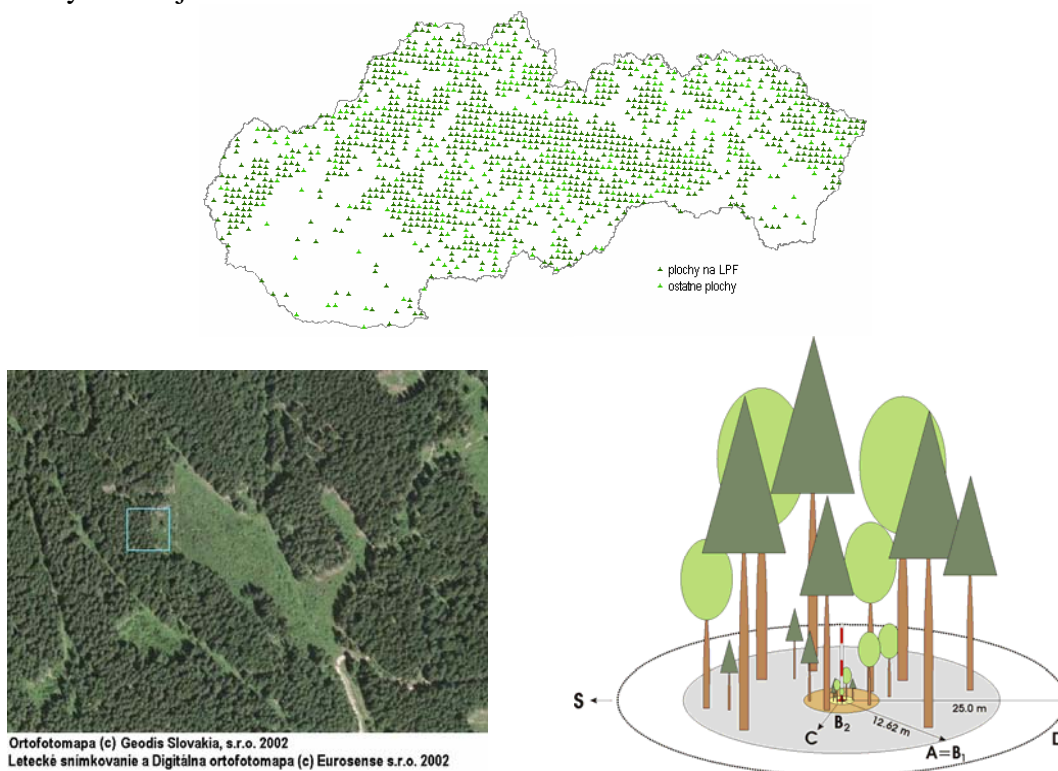 plochy na LPF
ostatne plochy
Ortofotomapa (c) Geodis Slovakia, s.r.o. 2002
Letecké snímkovanie a Digitálna ortofotomapa (c) Eurosense s.r.o. 2002
S
25.0 m
D
12.62 m
B2
C
A=B1